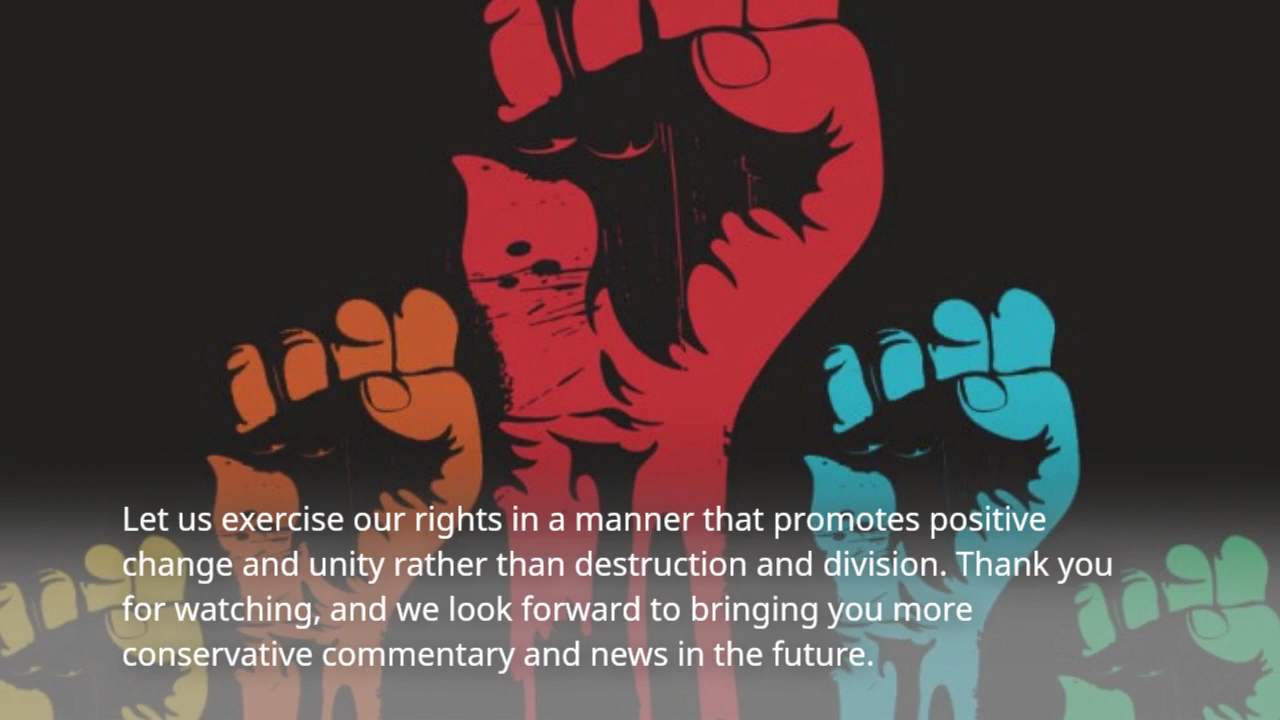 Let us exercise our rights in a manner that promotes positive
change and unity rather than destruction and division. Thank you
for watching, and we look forward to bringing you more
conservative commentary and news in the future.